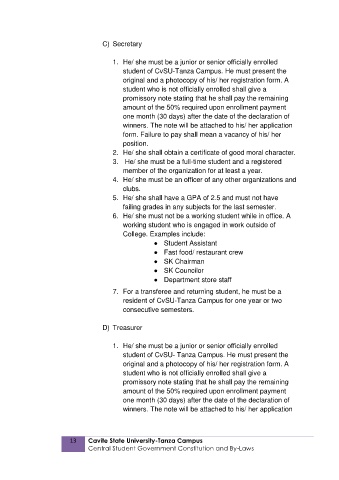 C) Secretary
1. He/ she must be a junior or senior officially enrolled
student of CvSU-Tanza Campus. He must present the
original and a photocopy of his/ her registration form. A
student who is not officially enrolled shall give a
promissory note stating that he shall pay the remaining
amount of the 50% required upon enrollment payment
one month (30 days) after the date of the declaration of
winners. The note will be attached to his/ her application
form. Failure to pay shall mean a vacancy of his/ her
position.
2. He/ she shall obtain a certificate of good moral character.
3. He/ she must be a full-time student and a registered
member of the organization for at least a year.
4. He/ she must be an officer of any other organizations and
clubs.
5. He/ she shall have a GPA of 2.5 and must not have
failing grades in any subjects for the last semester.
6. He/ she must not be a working student while in office. A
working student who is engaged in work outside of
College. Examples include:
● Student Assistant
● Fast food/ restaurant crew
● SK Chairman
● SK Councilor
● Department store staff
7. For a transferee and returning student, he must be a
resident of CvSU-Tanza Campus for one year or two
consecutive semesters.
D) Treasurer
1. He/ she must be a junior or senior officially enrolled
student of CvSU- Tanza Campus. He must present the
original and a photocopy of his/ her registration form. A
student who is not officially enrolled shall give a
promissory note stating that he shall pay the remaining
amount of the 50% required upon enrollment payment
one month (30 days) after the date of the declaration of
winners. The note will be attached to his/ her application
13 Cavite State University-Tanza Campus
Central Student Government Constitution and By-Laws